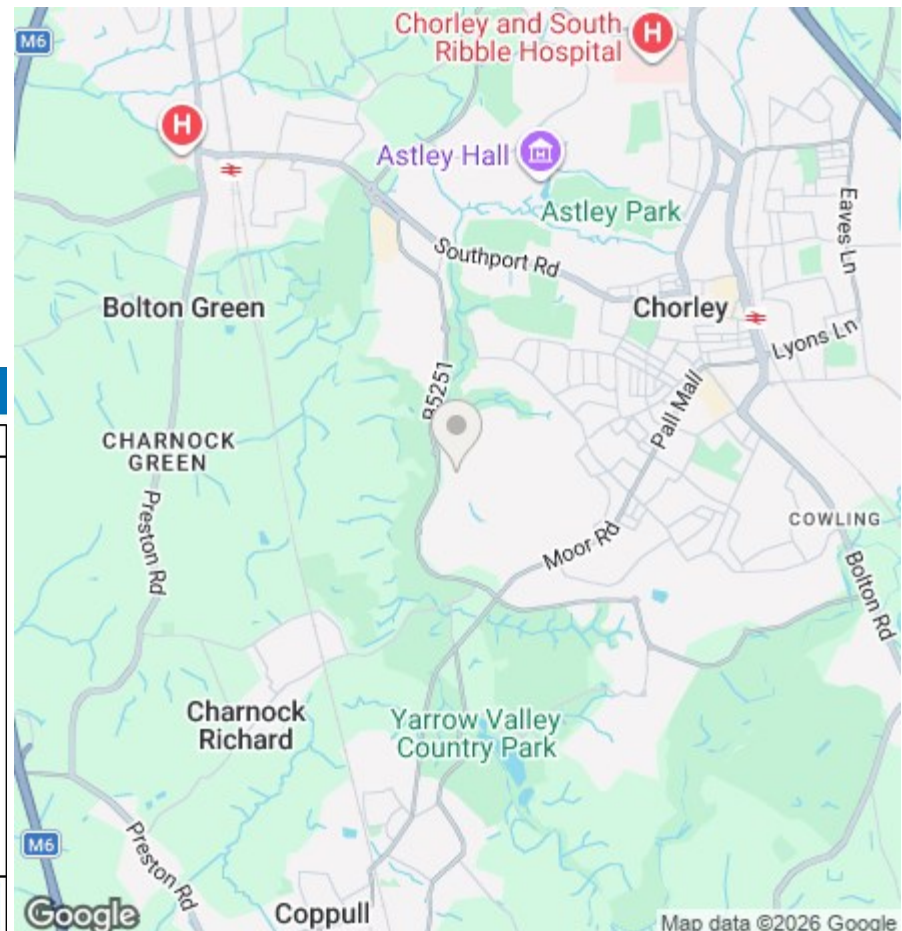 M6
Chorley and South
Ribble Hospital
H
H
Astley Hall
Astley Park
Eaves Ln
Southport Rd
Bolton Green
Chorley
Lyons Ln
B5251
Pall Mall
CHARNOCK
GREEN
Preston Rd
COWLING
Moor Rd
Bolton Rd
Charnock
Richard
Yarrow Valley
Country Park
M6
Preston Rd
Coppull
Google
Map data ©2026 Google